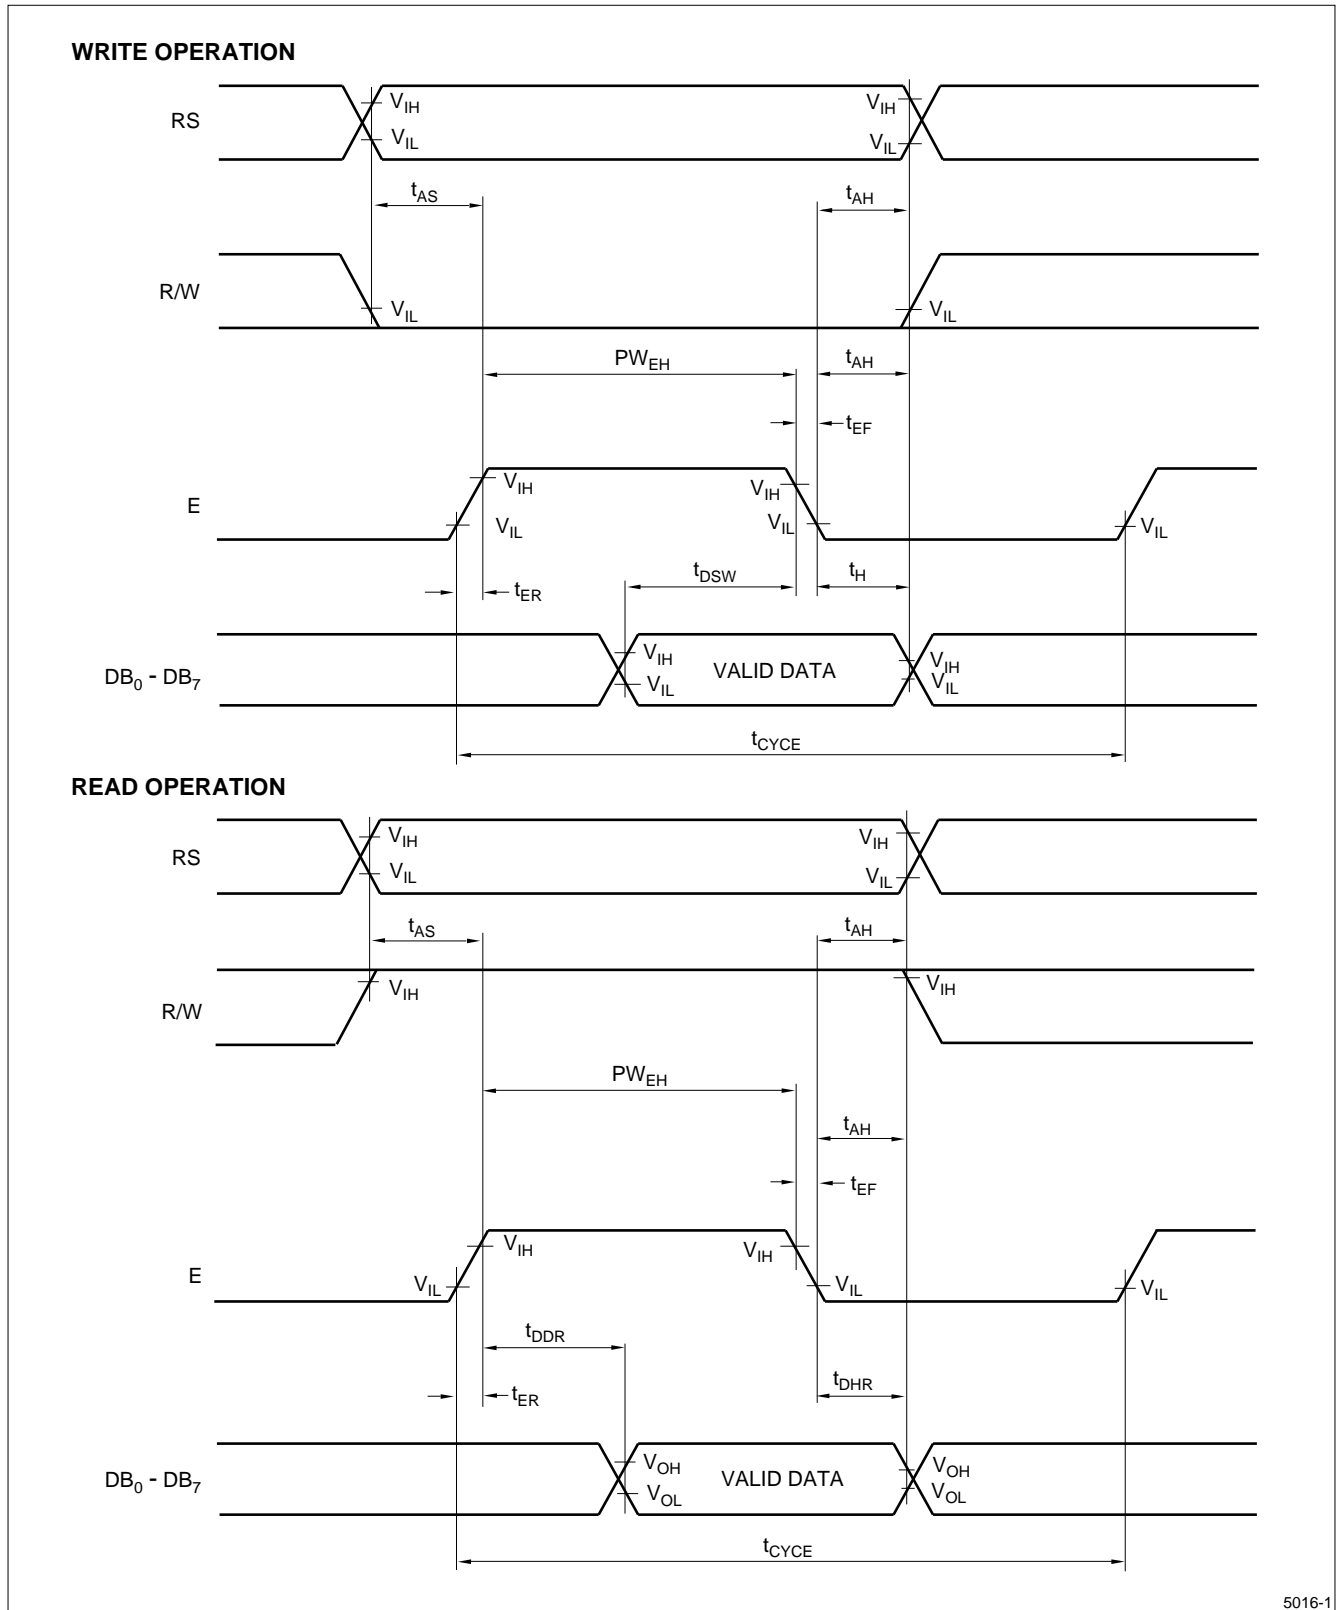 WRITE OPERATION
RS
V_IH
V_IL
V_IH
V_IL
t_AS
t_AH
R/W
V_IL
V_IL
PW_EH
t_AH
t_EF
E
V_IH
V_IL
V_IH
V_IL
V_IL
t_ER
t_DSW
t_H
DB_0 - DB_7
V_IH
V_IL
VALID DATA
V_IH
V_IL
t_CYCE
READ OPERATION
RS
V_IH
V_IL
V_IH
V_IL
t_AS
t_AH
R/W
V_IH
V_IH
PW_EH
t_AH
t_EF
E
V_IL
V_IH
V_IH
V_IL
V_IL
t_DDR
t_ER
t_DHR
DB_0 - DB_7
V_OH
V_OL
VALID DATA
V_OH
V_OL
t_CYCE
5016-1